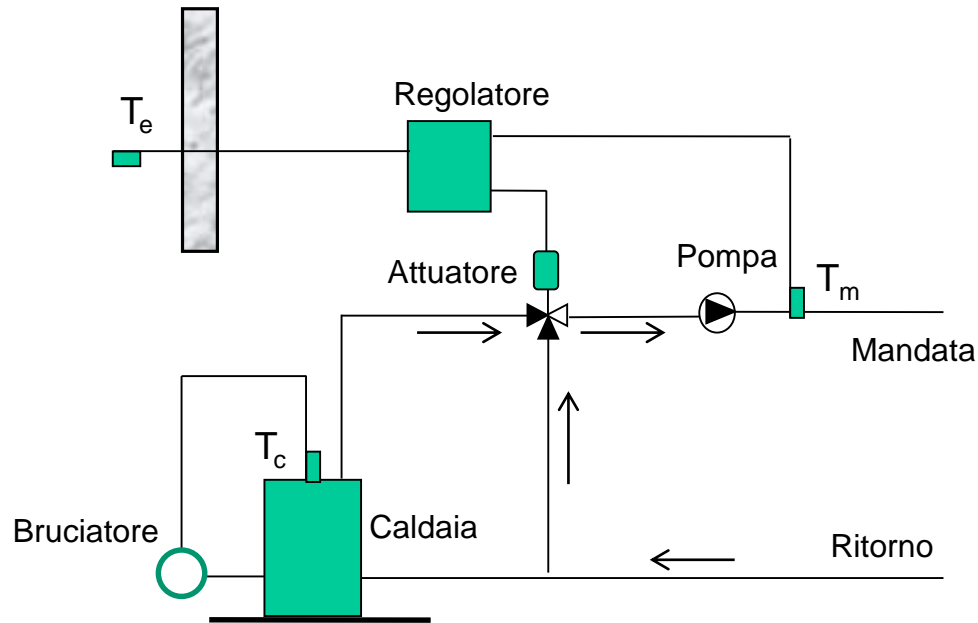 Regolatore
Te
Attuatore
Pompa
Tm
Mandata
Tc
Bruciatore
Caldaia
Ritorno